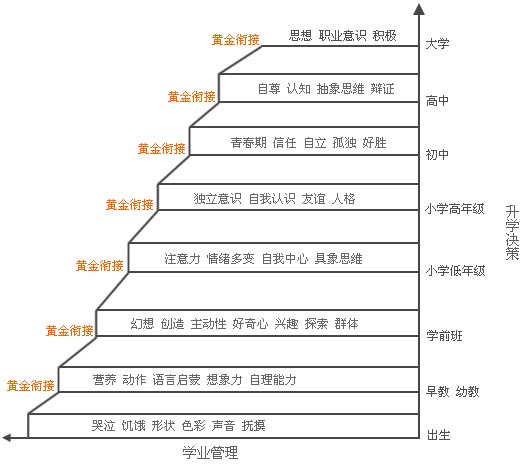 黄金衔接 思想 职业意识 积极 大学
黄金衔接 自尊 认知 抽象思维 辩证 高中
黄金衔接 青春期 信任 自立 孤独 好胜 初中
黄金衔接 独立意识 自我认识 友谊 人格 小学高年级
黄金衔接 注意力 情绪多变 自我中心 具象思维 小学低年级
黄金衔接 幻想 创造 主动性 好奇心 兴趣 探索 群体 学前班
黄金衔接 营养 动作 语言启蒙 想象力 自理能力 早教 幼教
哭泣 饥饿 形状 色彩 声音 抚摸 出生
学业管理
升学决策